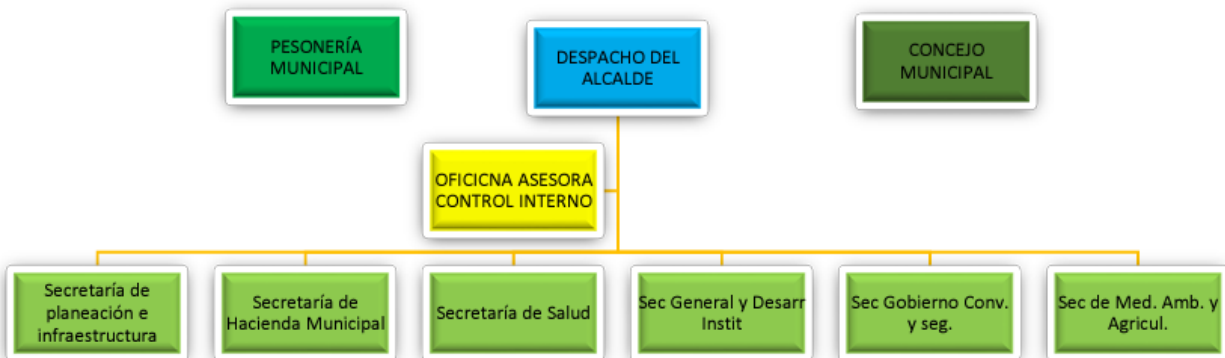 PESONERÍA
MUNICIPAL
DESPACHO DEL
ALCALDE
CONCEJO
MUNICIPAL
OFICICNA ASESORA
CONTROL INTERNO
Secretaría de
planeación e
infraestructura
Secretaría de
Hacienda Municipal
Secretaría de Salud
Sec General y Desarr
Instit
Sec Gobierno Conv.
y seg.
Sec de Med. Amb. y
Agricul.